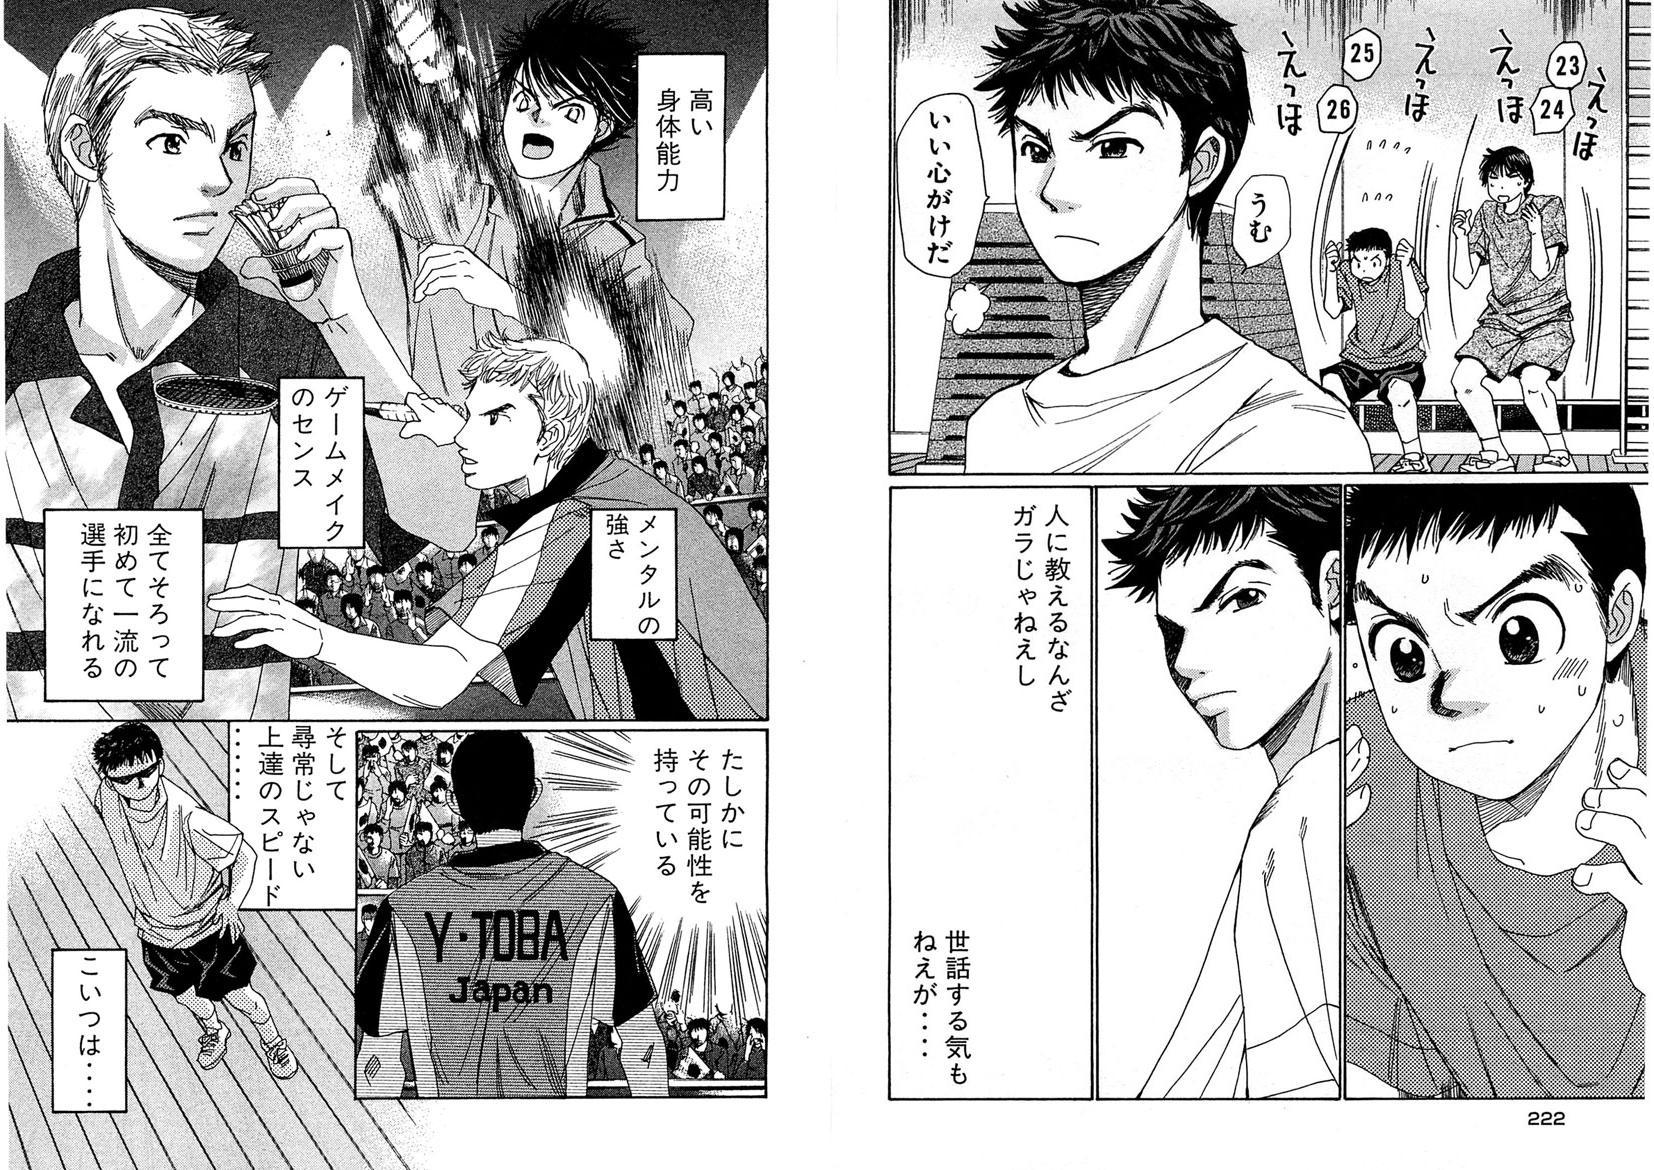 えっほ
23
24
えっほ
えっほ
25
26
えっほ
うむ
いい心がけだ
人に教えるなんざ
ガラじゃねえし
世話する気も
ねえが‥‥
222
高い
身体能力
ゲームメイク
のセンス
メンタルの
強さ
全てそろって
初めて一流の
選手になれる
たしかに
その可能性を
持っている
Y・TOBA
Japan
そして
尋常じゃない
上達のスピード
‥‥‥
こいつは‥‥